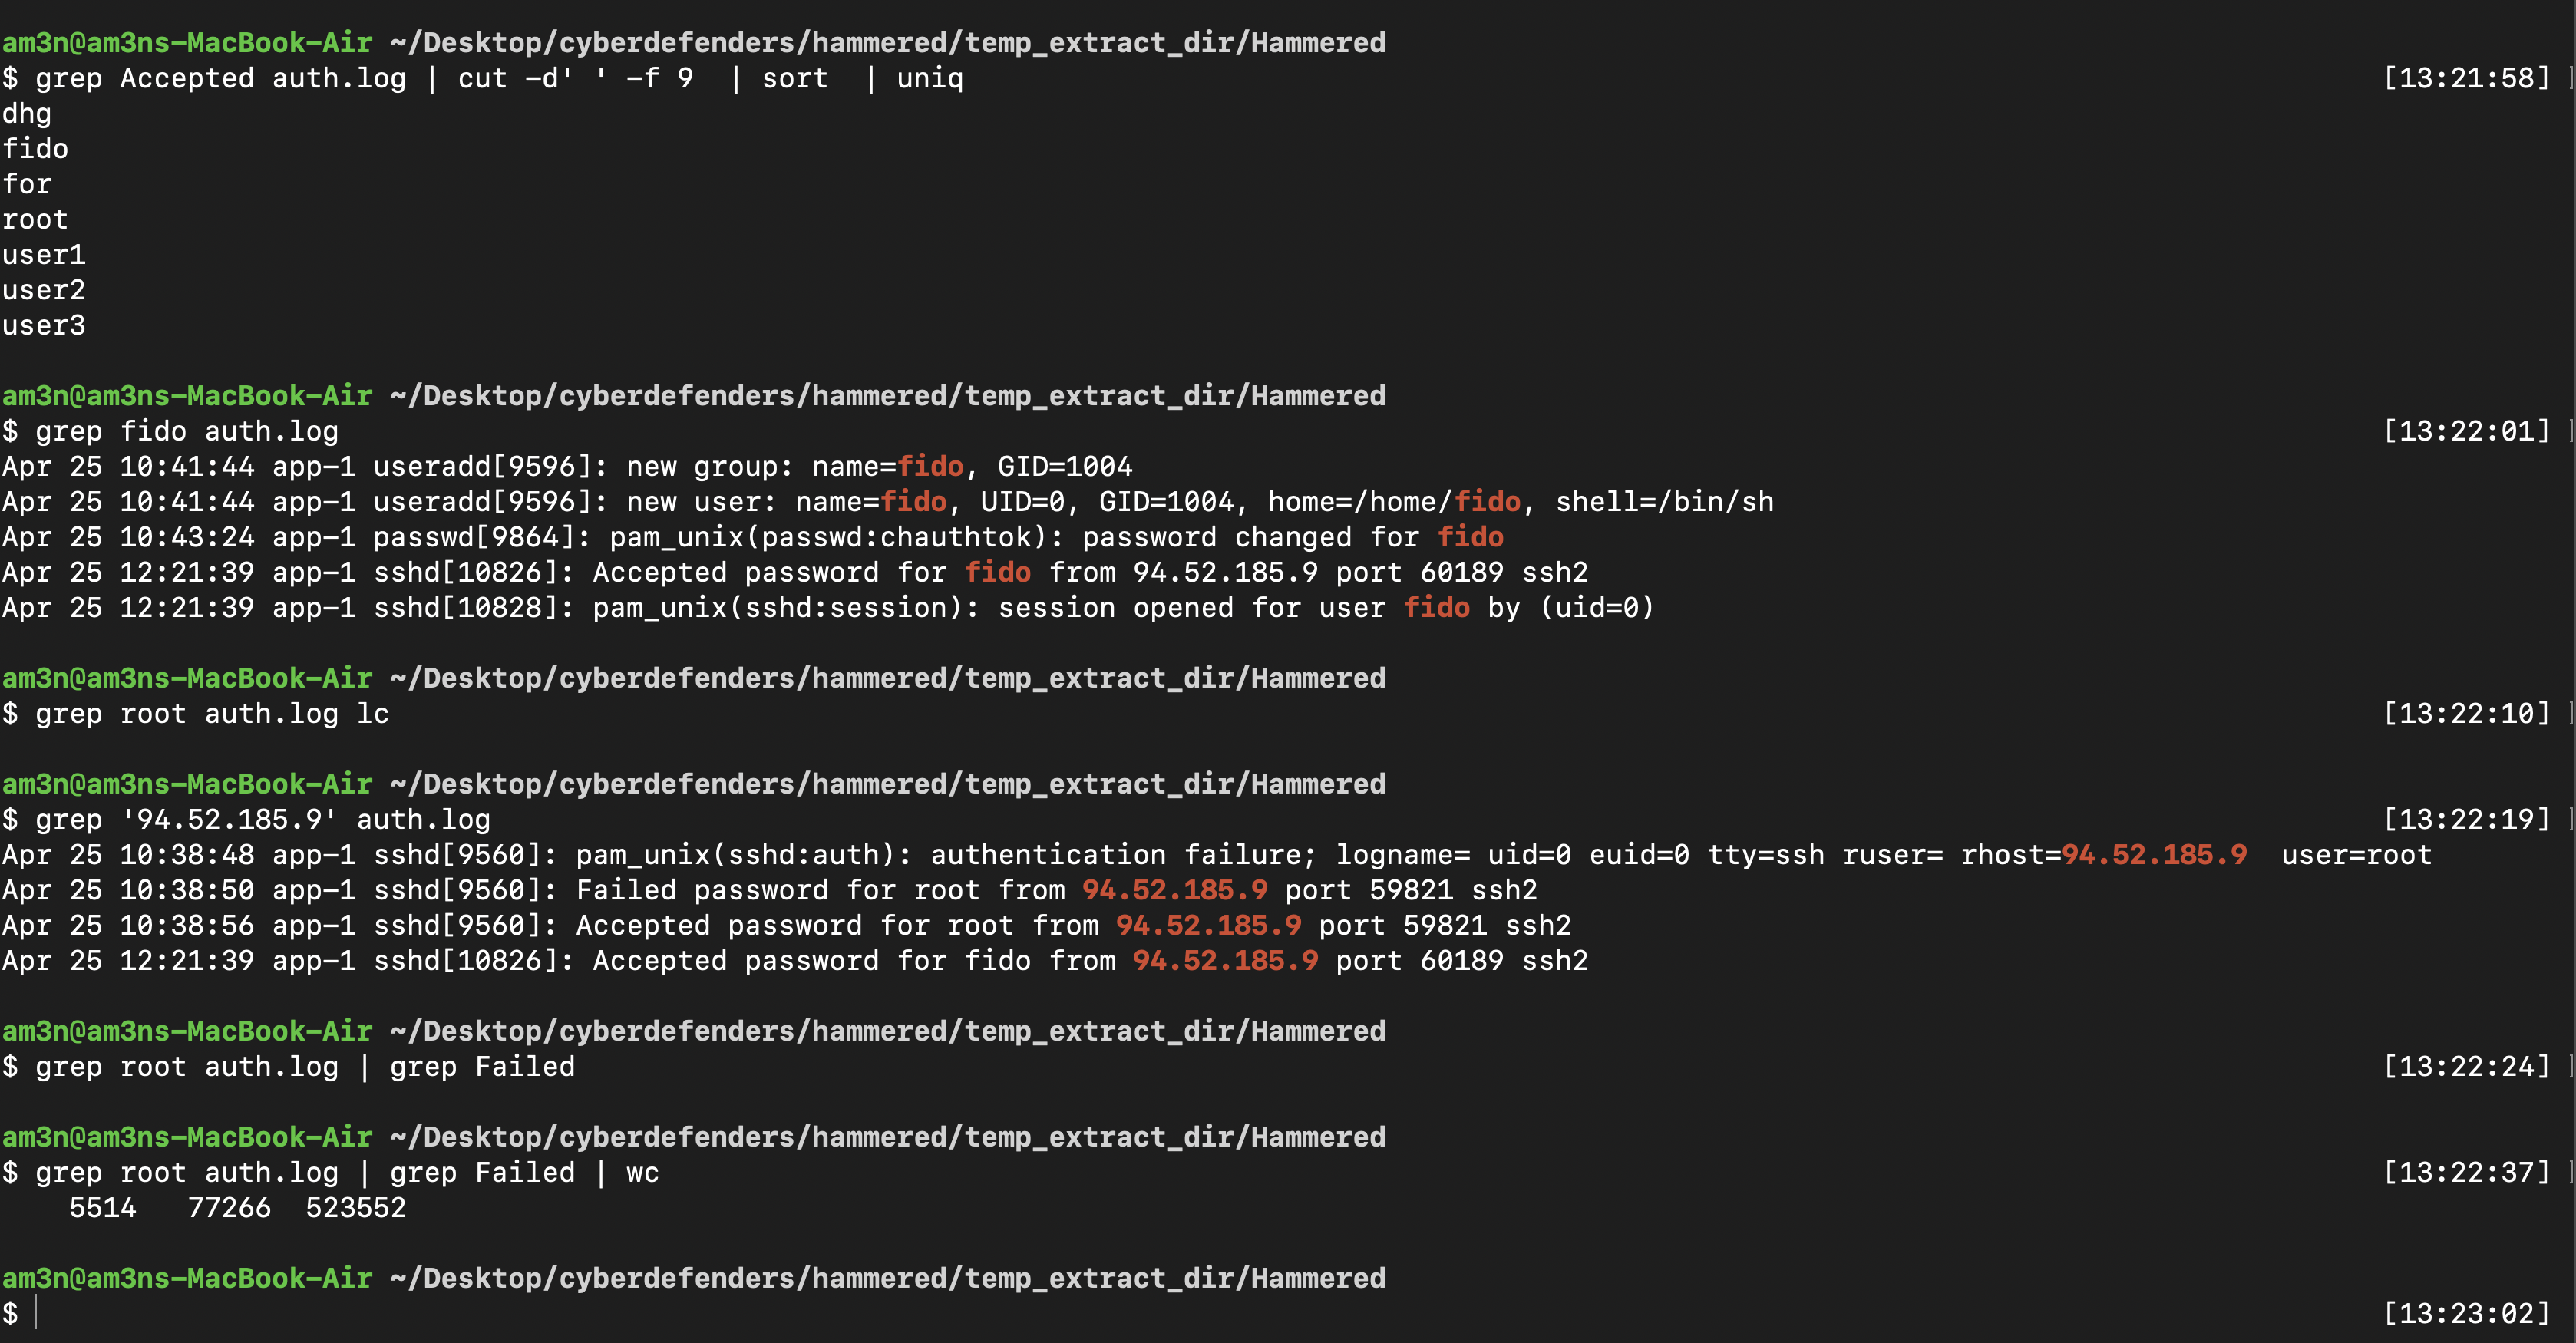 am3n@am3ns-MacBook-Air ~/Desktop/cyberdefenders/hammered/temp_extract_dir/Hammered
$ grep Accepted auth.log | cut -d' ' -f 9  | sort  | uniq [13:21:58]
dhg
fido
for
root
user1
user2
user3
am3n@am3ns-MacBook-Air ~/Desktop/cyberdefenders/hammered/temp_extract_dir/Hammered
$ grep fido auth.log [13:22:01]
Apr 25 10:41:44 app-1 useradd[9596]: new group: name=fido, GID=1004
Apr 25 10:41:44 app-1 useradd[9596]: new user: name=fido, UID=0, GID=1004, home=/home/fido, shell=/bin/sh
Apr 25 10:43:24 app-1 passwd[9864]: pam_unix(passwd:chauthtok): password changed for fido
Apr 25 12:21:39 app-1 sshd[10826]: Accepted password for fido from 94.52.185.9 port 60189 ssh2
Apr 25 12:21:39 app-1 sshd[10828]: pam_unix(sshd:session): session opened for user fido by (uid=0)
am3n@am3ns-MacBook-Air ~/Desktop/cyberdefenders/hammered/temp_extract_dir/Hammered
$ grep root auth.log lc [13:22:10]
am3n@am3ns-MacBook-Air ~/Desktop/cyberdefenders/hammered/temp_extract_dir/Hammered
$ grep '94.52.185.9' auth.log [13:22:19]
Apr 25 10:38:48 app-1 sshd[9560]: pam_unix(sshd:auth): authentication failure; logname= uid=0 euid=0 tty=ssh ruser= rhost=94.52.185.9  user=root
Apr 25 10:38:50 app-1 sshd[9560]: Failed password for root from 94.52.185.9 port 59821 ssh2
Apr 25 10:38:56 app-1 sshd[9560]: Accepted password for root from 94.52.185.9 port 59821 ssh2
Apr 25 12:21:39 app-1 sshd[10826]: Accepted password for fido from 94.52.185.9 port 60189 ssh2
am3n@am3ns-MacBook-Air ~/Desktop/cyberdefenders/hammered/temp_extract_dir/Hammered
$ grep root auth.log | grep Failed [13:22:24]
am3n@am3ns-MacBook-Air ~/Desktop/cyberdefenders/hammered/temp_extract_dir/Hammered
$ grep root auth.log | grep Failed | wc [13:22:37]
5514   77266  523552
am3n@am3ns-MacBook-Air ~/Desktop/cyberdefenders/hammered/temp_extract_dir/Hammered
$ [13:23:02]